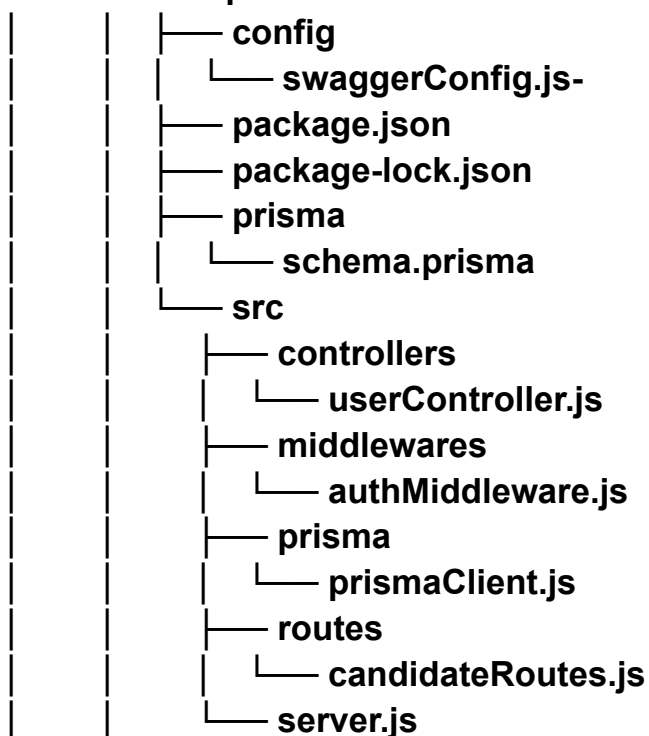 config
swaggerConfig.js-
package.json
package-lock.json
prisma
schema.prisma
src
controllers
userController.js
middlewares
authMiddleware.js
prisma
prismaClient.js
routes
candidateRoutes.js
server.js